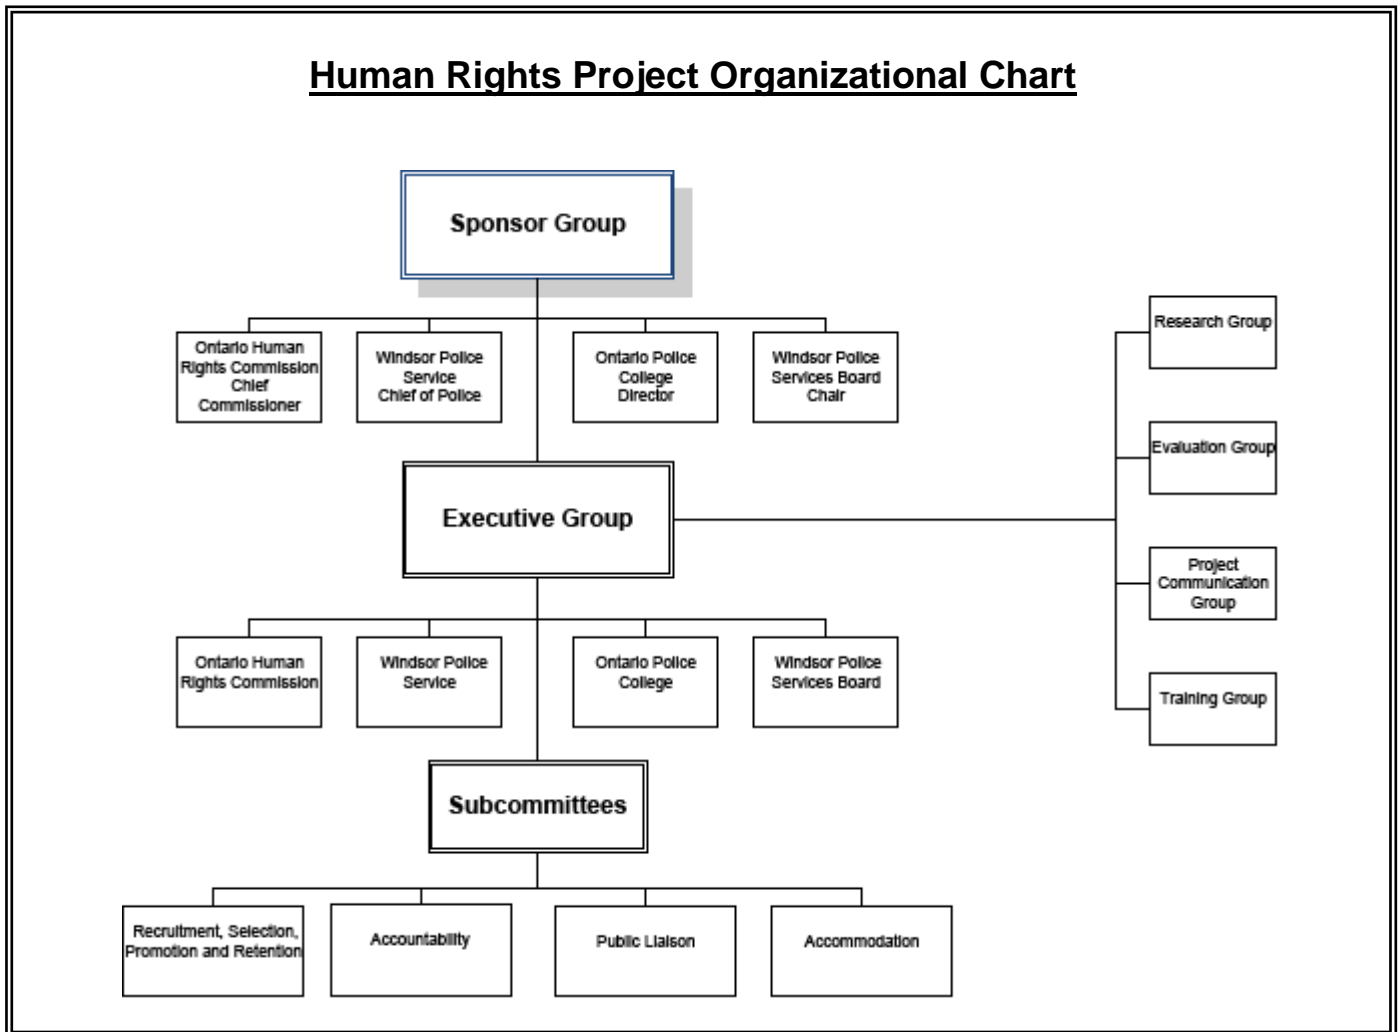 Human Rights Project Organizational Chart
Sponsor Group
Ontario Human
Rights Commission
Chief
Commissioner
Windsor Police
Service
Chief of Police
Ontario Police
College
Director
Windsor Police
Services Board
Chair
Executive Group
Research Group
Evaluation Group
Project
Communication
Group
Training Group
Ontario Human
Rights Commission
Windsor Police
Service
Ontario Police
College
Windsor Police
Services Board
Subcommittees
Recruitment, Selection,
Promotion and Retention
Accountability
Public Liaison
Accommodation